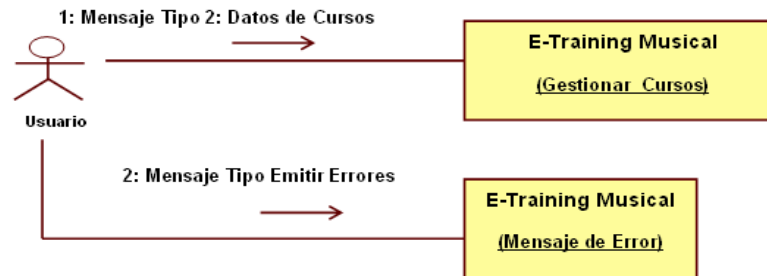 1: Mensaje Tipo 2: Datos de Cursos
E-Training Musical
(Gestionar Cursos)
Usuario
2: Mensaje Tipo Emitir Errores
E-Training Musical
(Mensaje de Error)